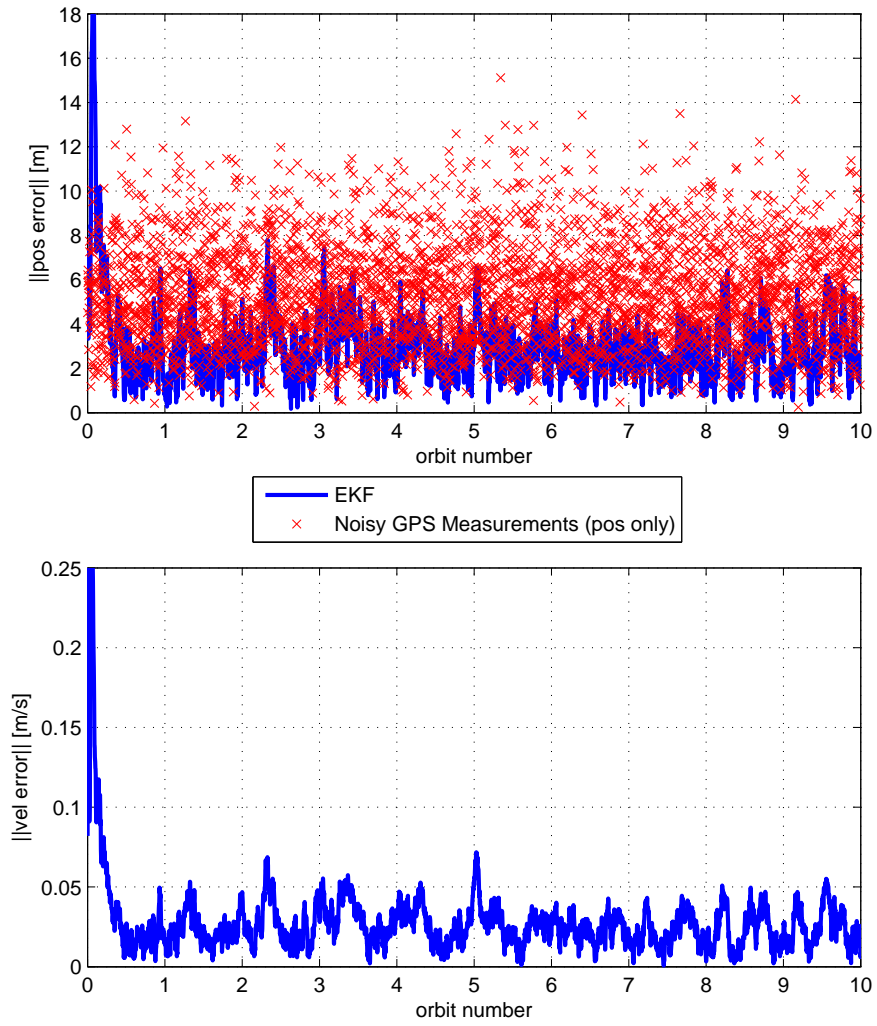 18
16
14
12
10
8
6
4
2
0
||pos error|| [m]
0 1 2 3 4 5 6 7 8 9 10
orbit number
EKF
Noisy GPS Measurements (pos only)
0.25
0.2
0.15
0.1
0.05
0
||vel error|| [m/s]
0 1 2 3 4 5 6 7 8 9 10
orbit number